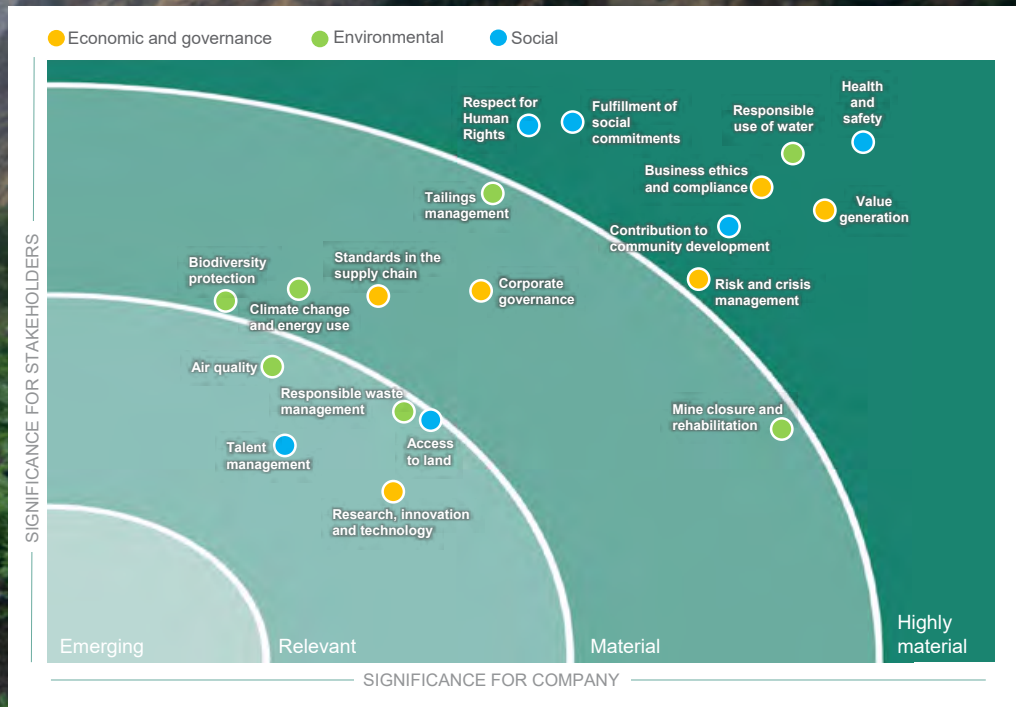 Economic and governance
Environmental
Social
SIGNIFICANCE FOR STAKEHOLDERS
Respect for
Human
Rights
Fulfillment of
social
commitments
Responsible
use of water
Health
and
safety
Business ethics
and compliance
Value
generation
Tailings
management
Contribution to
community development
Biodiversity
protection
Standards in the
supply chain
Climate change
and energy use
Corporate
governance
Risk and crisis
management
Air quality
Responsible waste
management
Mine closure and
rehabilitation
Talent
management
Access
to land
Research, innovation
and technology
Emerging
Relevant
Material
Highly
material
SIGNIFICANCE FOR COMPANY